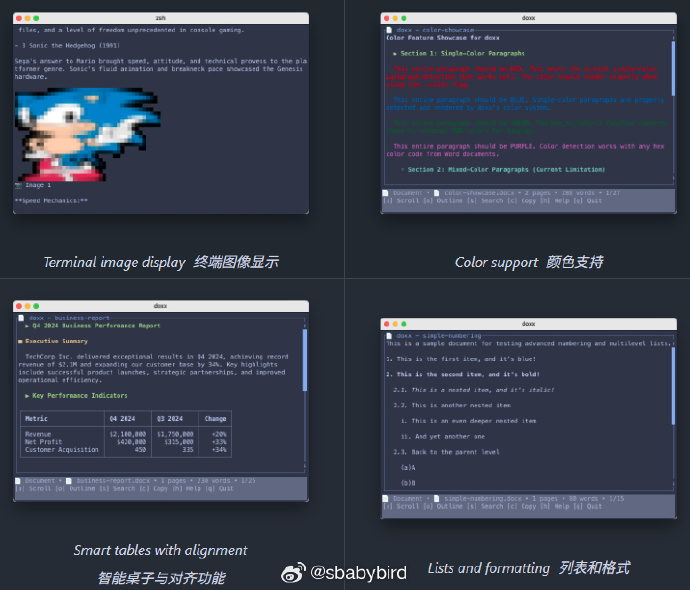 zsh
files, and a level of freedom unprecedented in console gaming.
- 3 Sonic the Hedgehog (1991)
Sega's answer to Mario brought speed, attitude, and technical prowess to the pla
tformer genre. Sonic's fluid animation and breakneck pace showcased the Genesis
hardware.
Image 1
**Speed Mechanics:**
Terminal image display 终端图像显示
doxx
doxx - color-showcase
Color Feature Showcase for doxx
▶ Section 1: Single-Color Paragraphs
This entire paragraph should be
This entire paragraph should be BLUE. Single-color paragraphs are properly
detected and rendered by doxx's color system.
This entire paragraph should be PURPLE. Color detection works with any hex
color code from Word documents.
Section 2: Mixed-Color Paragraphs (Current Limitation)
Document • color-showcase.docx • 2 pages • words • 1/27
[↕] Scroll [o] Outline [s] Search [c] Copy [h] Help [q] Quit
Color support 颜色支持
doxx
doxx - business-report
▶ Q4 2024 Business Performance Report
■ Executive Summary
TechCorp Inc. delivered exceptional results in Q4 2024, achieving record
revenue of $2.1M and expanding our customer base by 34%. Key highlights
include successful product launches, strategic partnerships, and improved
operational efficiency.
▶ Key Performance Indicators
Metric Q4 2024 Q3 2024 Change
Revenue $2,100,000 $1,750,000 +20%
Net Profit $420,000 $315,000 +33%
Customer Acquisition 450 335 +34%
Document • business-report.docx • 1 pages • words • 1/25
[↕] Scroll [o] Outline [s] Search [c] Copy [h] Help [q] Quit
Smart tables with alignment
智能桌子与对齐功能
doxx
doxx - simple-numbering
This is a sample document for testing advanced numbering and multilevel lists.
1. This is the first item, and it's blue!
2. This is the second item, and it's bold!
2.1. This is a nested item, and it's italic!
2.2. This is another nested item
i. This is an even deeper nested item
ii. And yet another one
2.3. Back to the parent level
(a)A
(b)B
Document • simple-numbering.docx • 1 pages • 80 words • 1/15
[↕] Scroll [o] Outline [s] Search [c] Copy [h] Help [q] Quit
Lists and formatting 列表和格式
@sbabybird